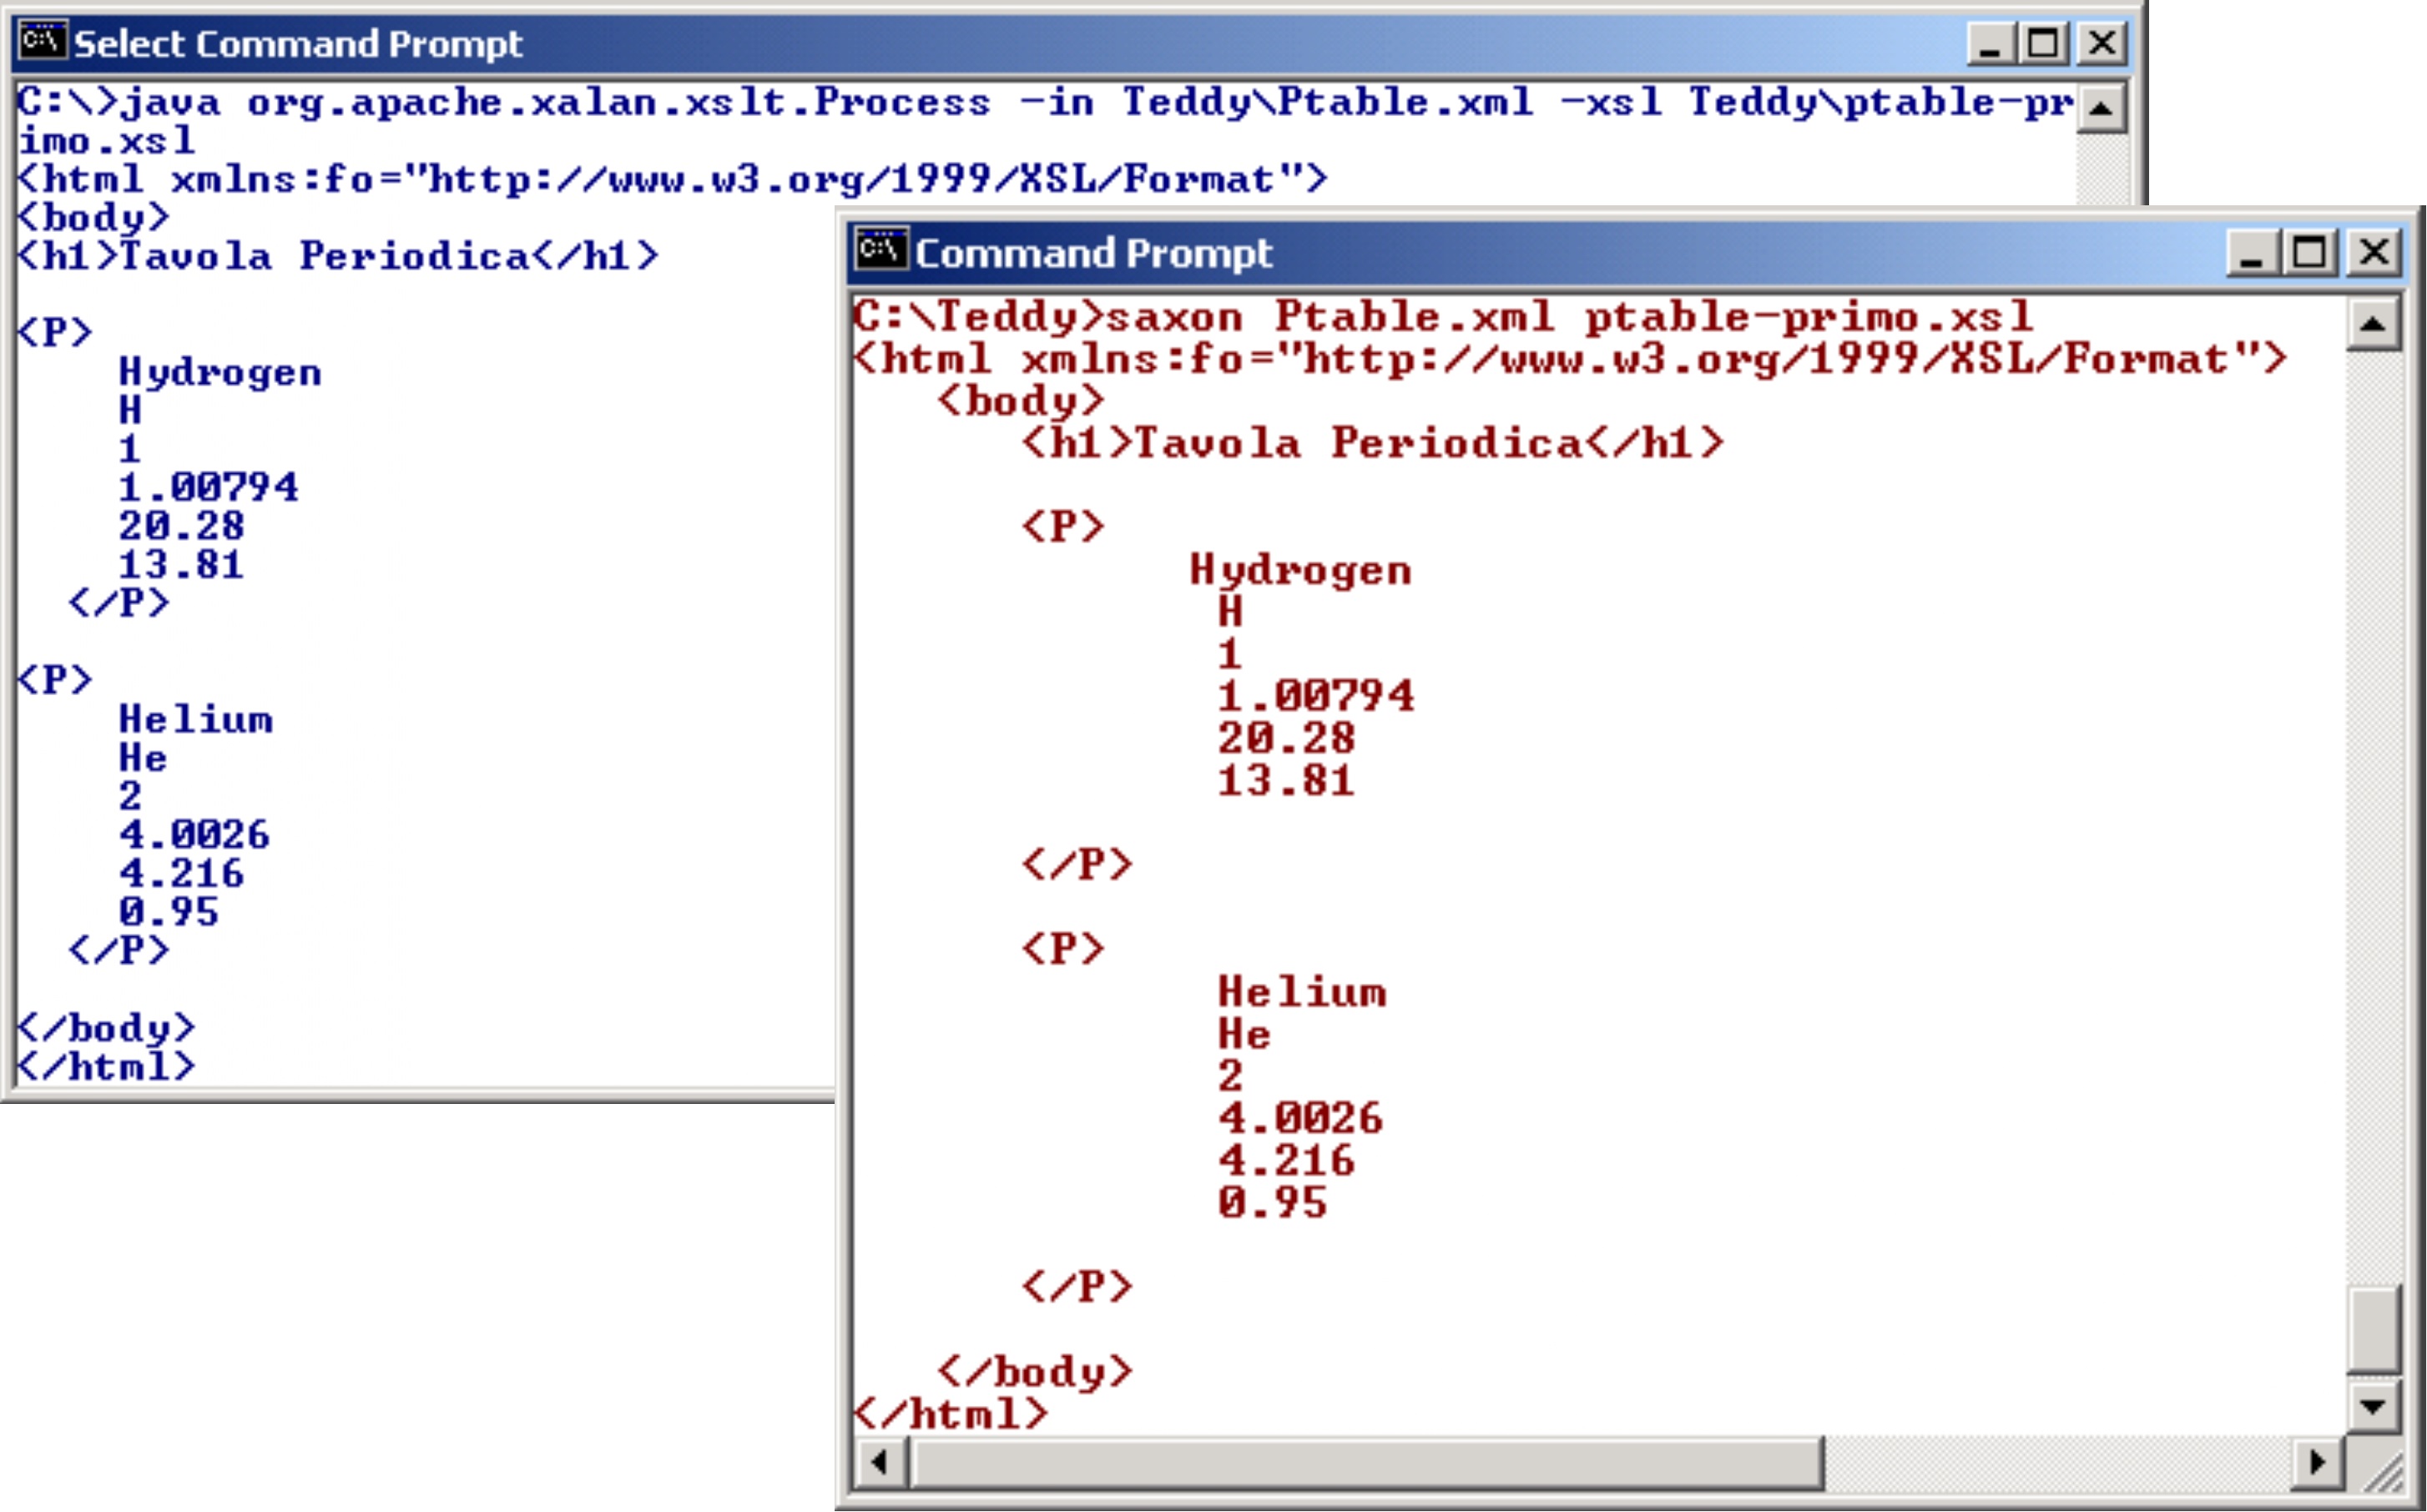 Select Command Prompt
C:\>java org.apache.xalan.xslt.Process -in Teddy\Ptable.xml -xsl Teddy\ptable-pr
imo.xsl
<html xmlns:fo="http://www.w3.org/1999/XSL/Format">
<body>
<h1>Tavola Periodica</h1>
<P>
Hydrogen
H
1
1.00794
20.28
13.81
</P>
<P>
Helium
He
2
4.0026
4.216
0.95
</P>
</body>
</html>
Command Prompt
C:\Teddy>saxon Ptable.xml ptable-primo.xsl
<html xmlns:fo="http://www.w3.org/1999/XSL/Format">
<body>
<h1>Tavola Periodica</h1>
<P>
Hydrogen
H
1
1.00794
20.28
13.81
</P>
<P>
Helium
He
2
4.0026
4.216
0.95
</P>
</body>
</html>